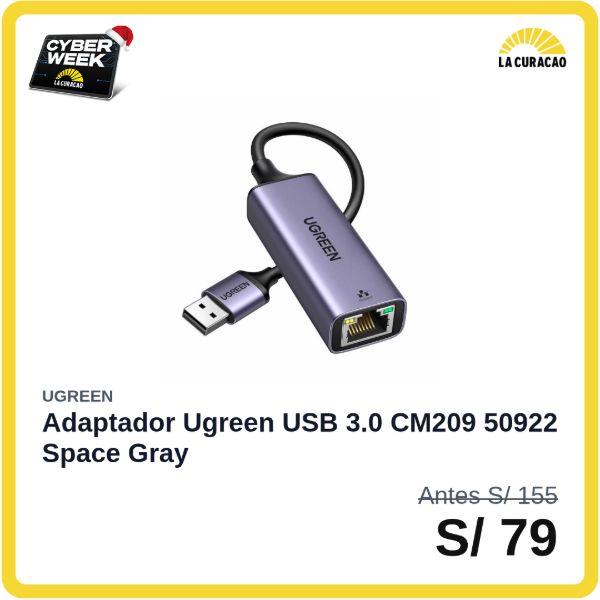 CYBER
WEEK
LA CURACAO
LA CURACAO
UGREEN
UGREEN
UGREEN
Adaptador Ugreen USB 3.0 CM209 50922
Space Gray
Antes S/ 155
S/ 79